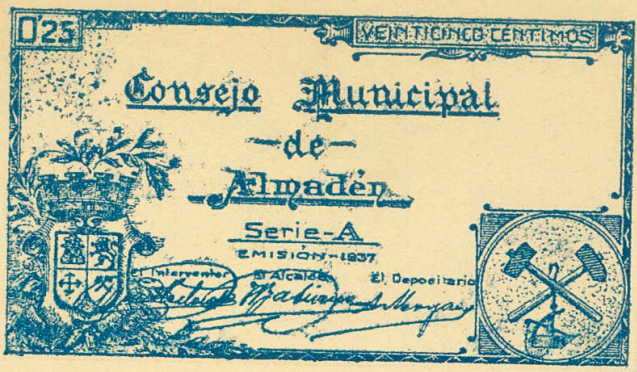 0'25
VEINTICINCO CENTIMOS
Consejo Municipal
de
Almadén
Serie-A
EMISIÓN-1937
El Interventor El Alcalde El Depositario